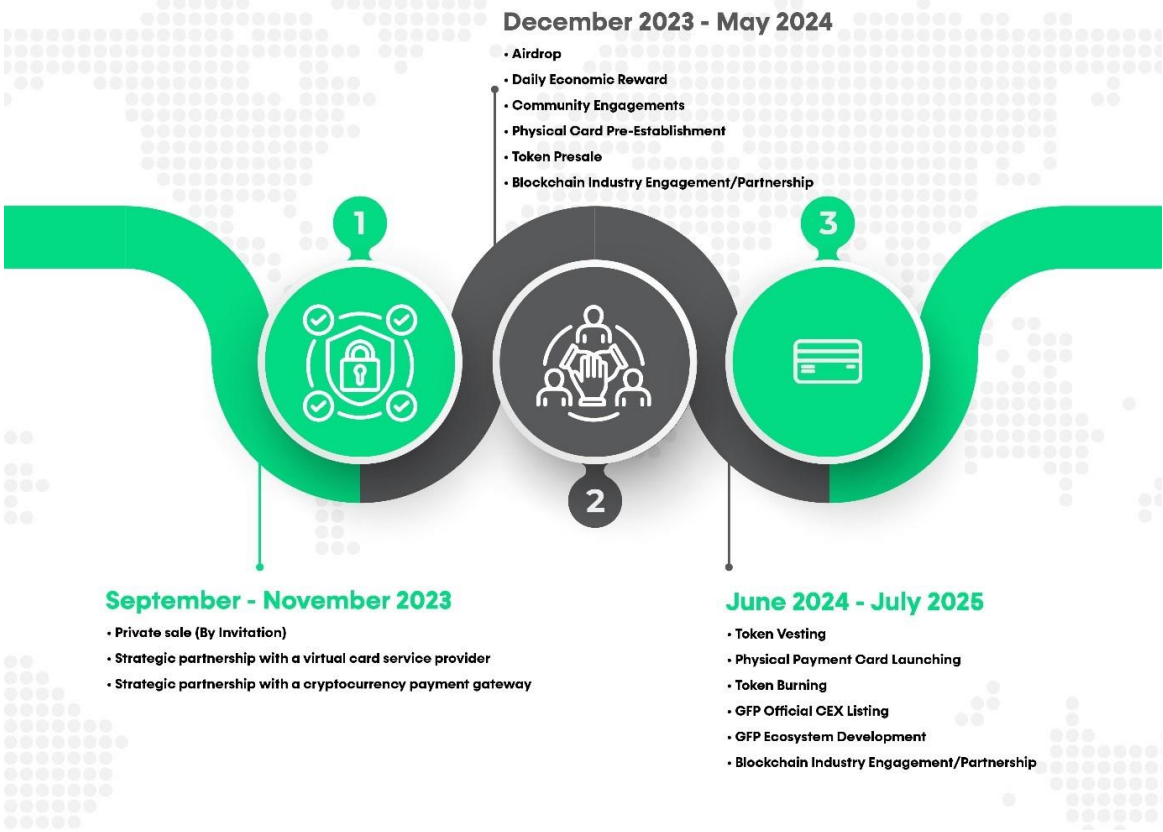 December 2023 - May 2024
• Airdrop
• Daily Economic Reward
• Community Engagements
• Physical Card Pre-Establishment
• Token Presale
• Blockchain Industry Engagement/Partnership
1
2
3
September - November 2023
• Private sale (By Invitation)
• Strategic partnership with a virtual card service provider
• Strategic partnership with a cryptocurrency payment gateway
June 2024 - July 2025
• Token Vesting
• Physical Payment Card Launching
• Token Burning
• GFP Official CEX Listing
• GFP Ecosystem Development
• Blockchain Industry Engagement/Partnership